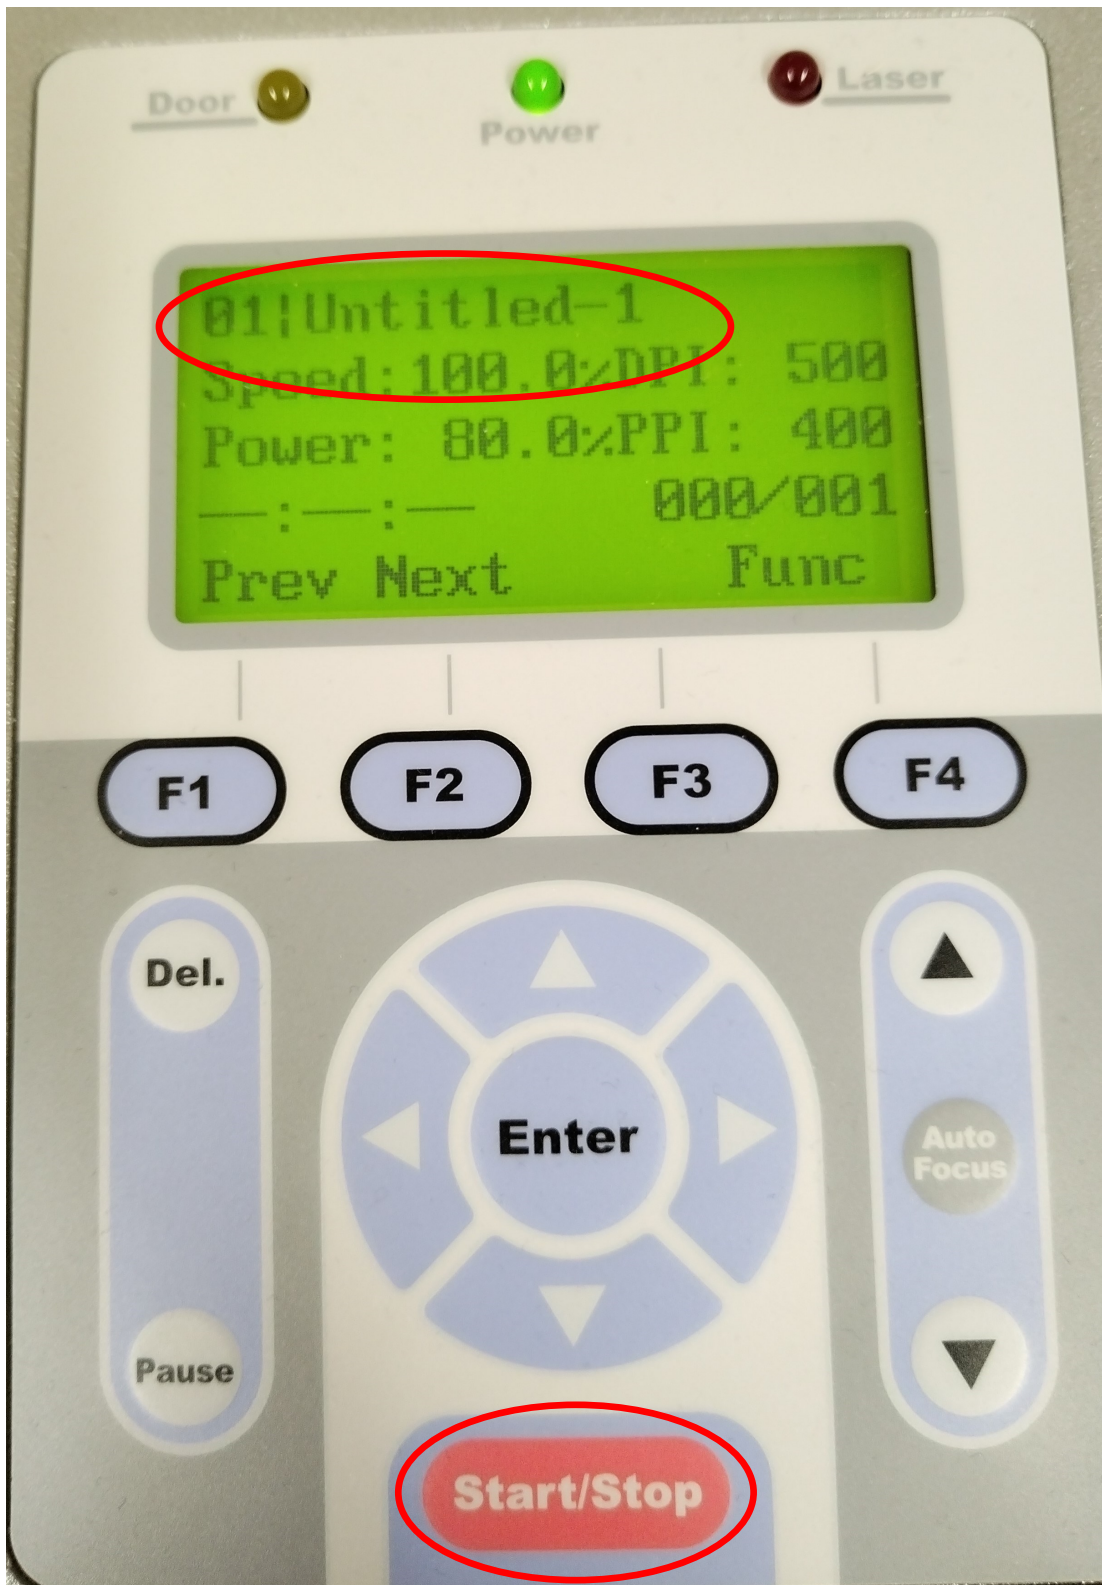 Door
Power
Laser
01¦Untitled-1
Speed:100.0%DPI: 500
Power: 80.0%PPI: 400
--:--:-- 000/001
Prev Next Func
F1 F2 F3 F4
Del.
Enter
Auto
Focus
Pause
Start/Stop